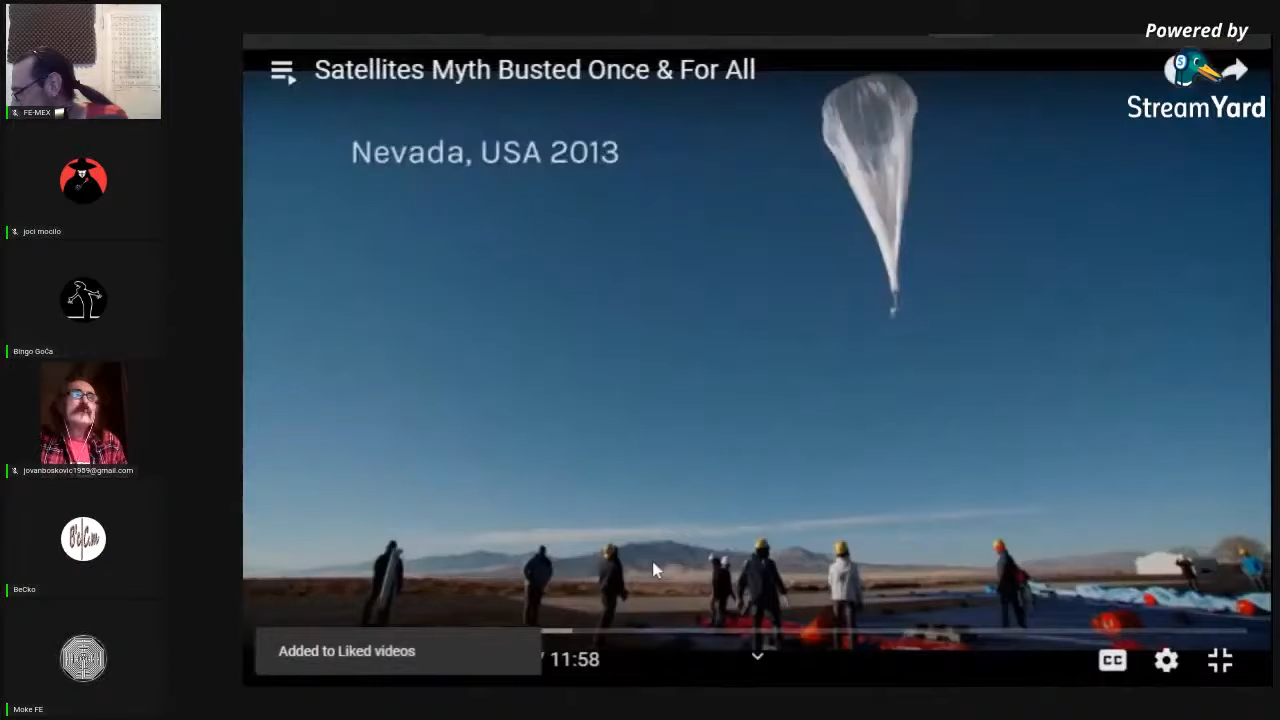 Powered by
StreamYard
Satellites Myth Busted Once & For All
Nevada, USA 2013
Added to Liked videos
/ 11:58
CC
FE-MEX
joci mocilo
Bingo Goča
jovanboskovic1959@gmail.com
BeCko
Moke FE